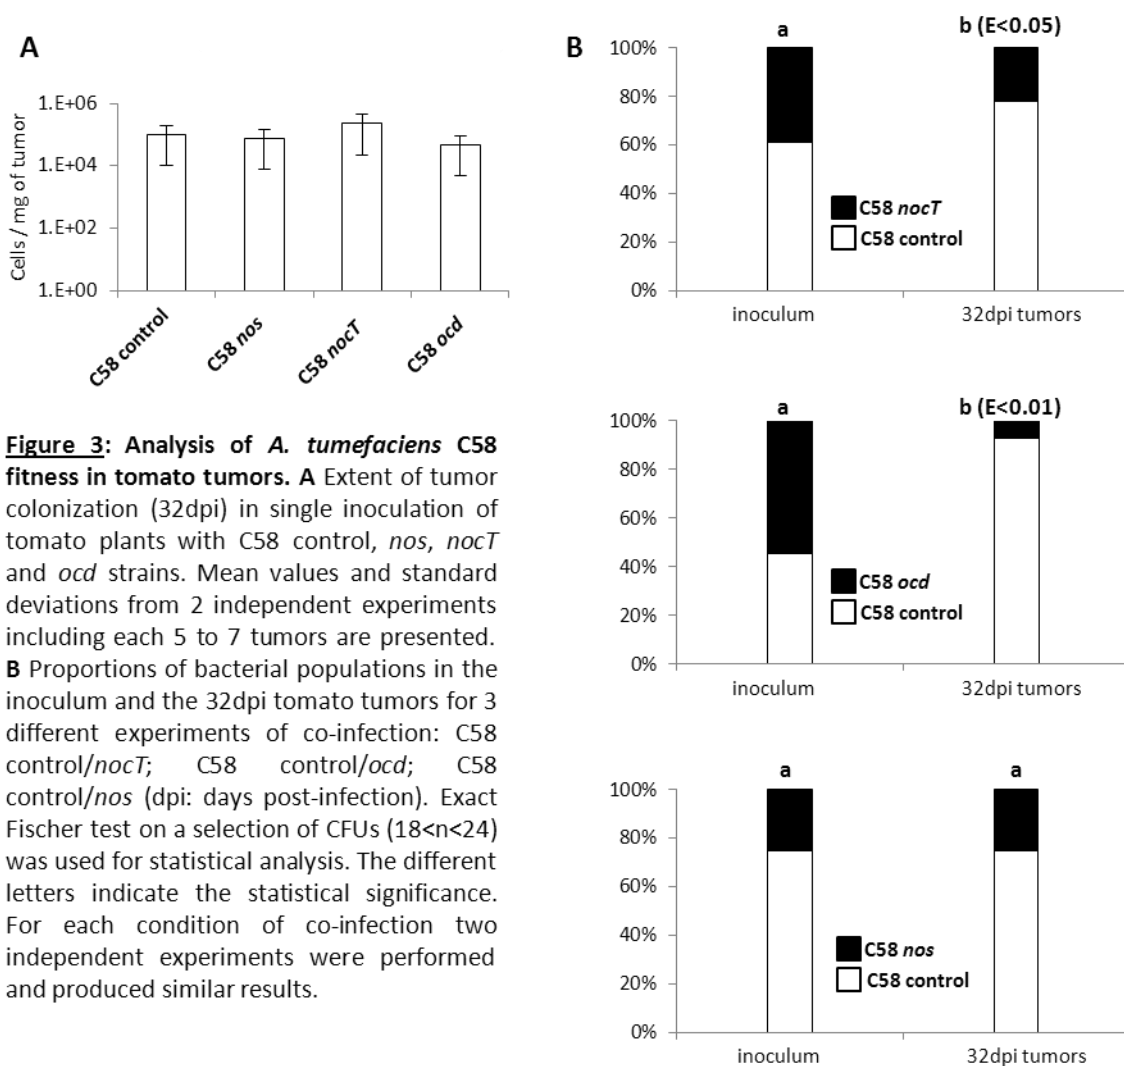 A
1.E+06
1.E+04
1.E+02
1.E+00
Cells / mg of tumor
C58 control
C58 nos
C58 nocT
C58 ocd
Figure 3: Analysis of A. tumefaciens C58
fitness in tomato tumors. A Extent of tumor
colonization (32dpi) in single inoculation of
tomato plants with C58 control, nos, nocT
and ocd strains. Mean values and standard
deviations from 2 independent experiments
including each 5 to 7 tumors are presented.
B Proportions of bacterial populations in the
inoculum and the 32dpi tomato tumors for 3
different experiments of co-infection: C58
control/nocT; C58 control/ocd; C58
control/nos (dpi: days post-infection). Exact
Fischer test on a selection of CFUs (18<n<24)
was used for statistical analysis. The different
letters indicate the statistical significance.
For each condition of co-infection two
independent experiments were performed
and produced similar results.
B
a
b (E<0.05)
100%
80%
60%
40%
20%
0%
C58 nocT
C58 control
inoculum
32dpi tumors
a
b (E<0.01)
100%
80%
60%
40%
20%
0%
C58 ocd
C58 control
inoculum
32dpi tumors
a
a
100%
80%
60%
40%
20%
0%
C58 nos
C58 control
inoculum
32dpi tumors